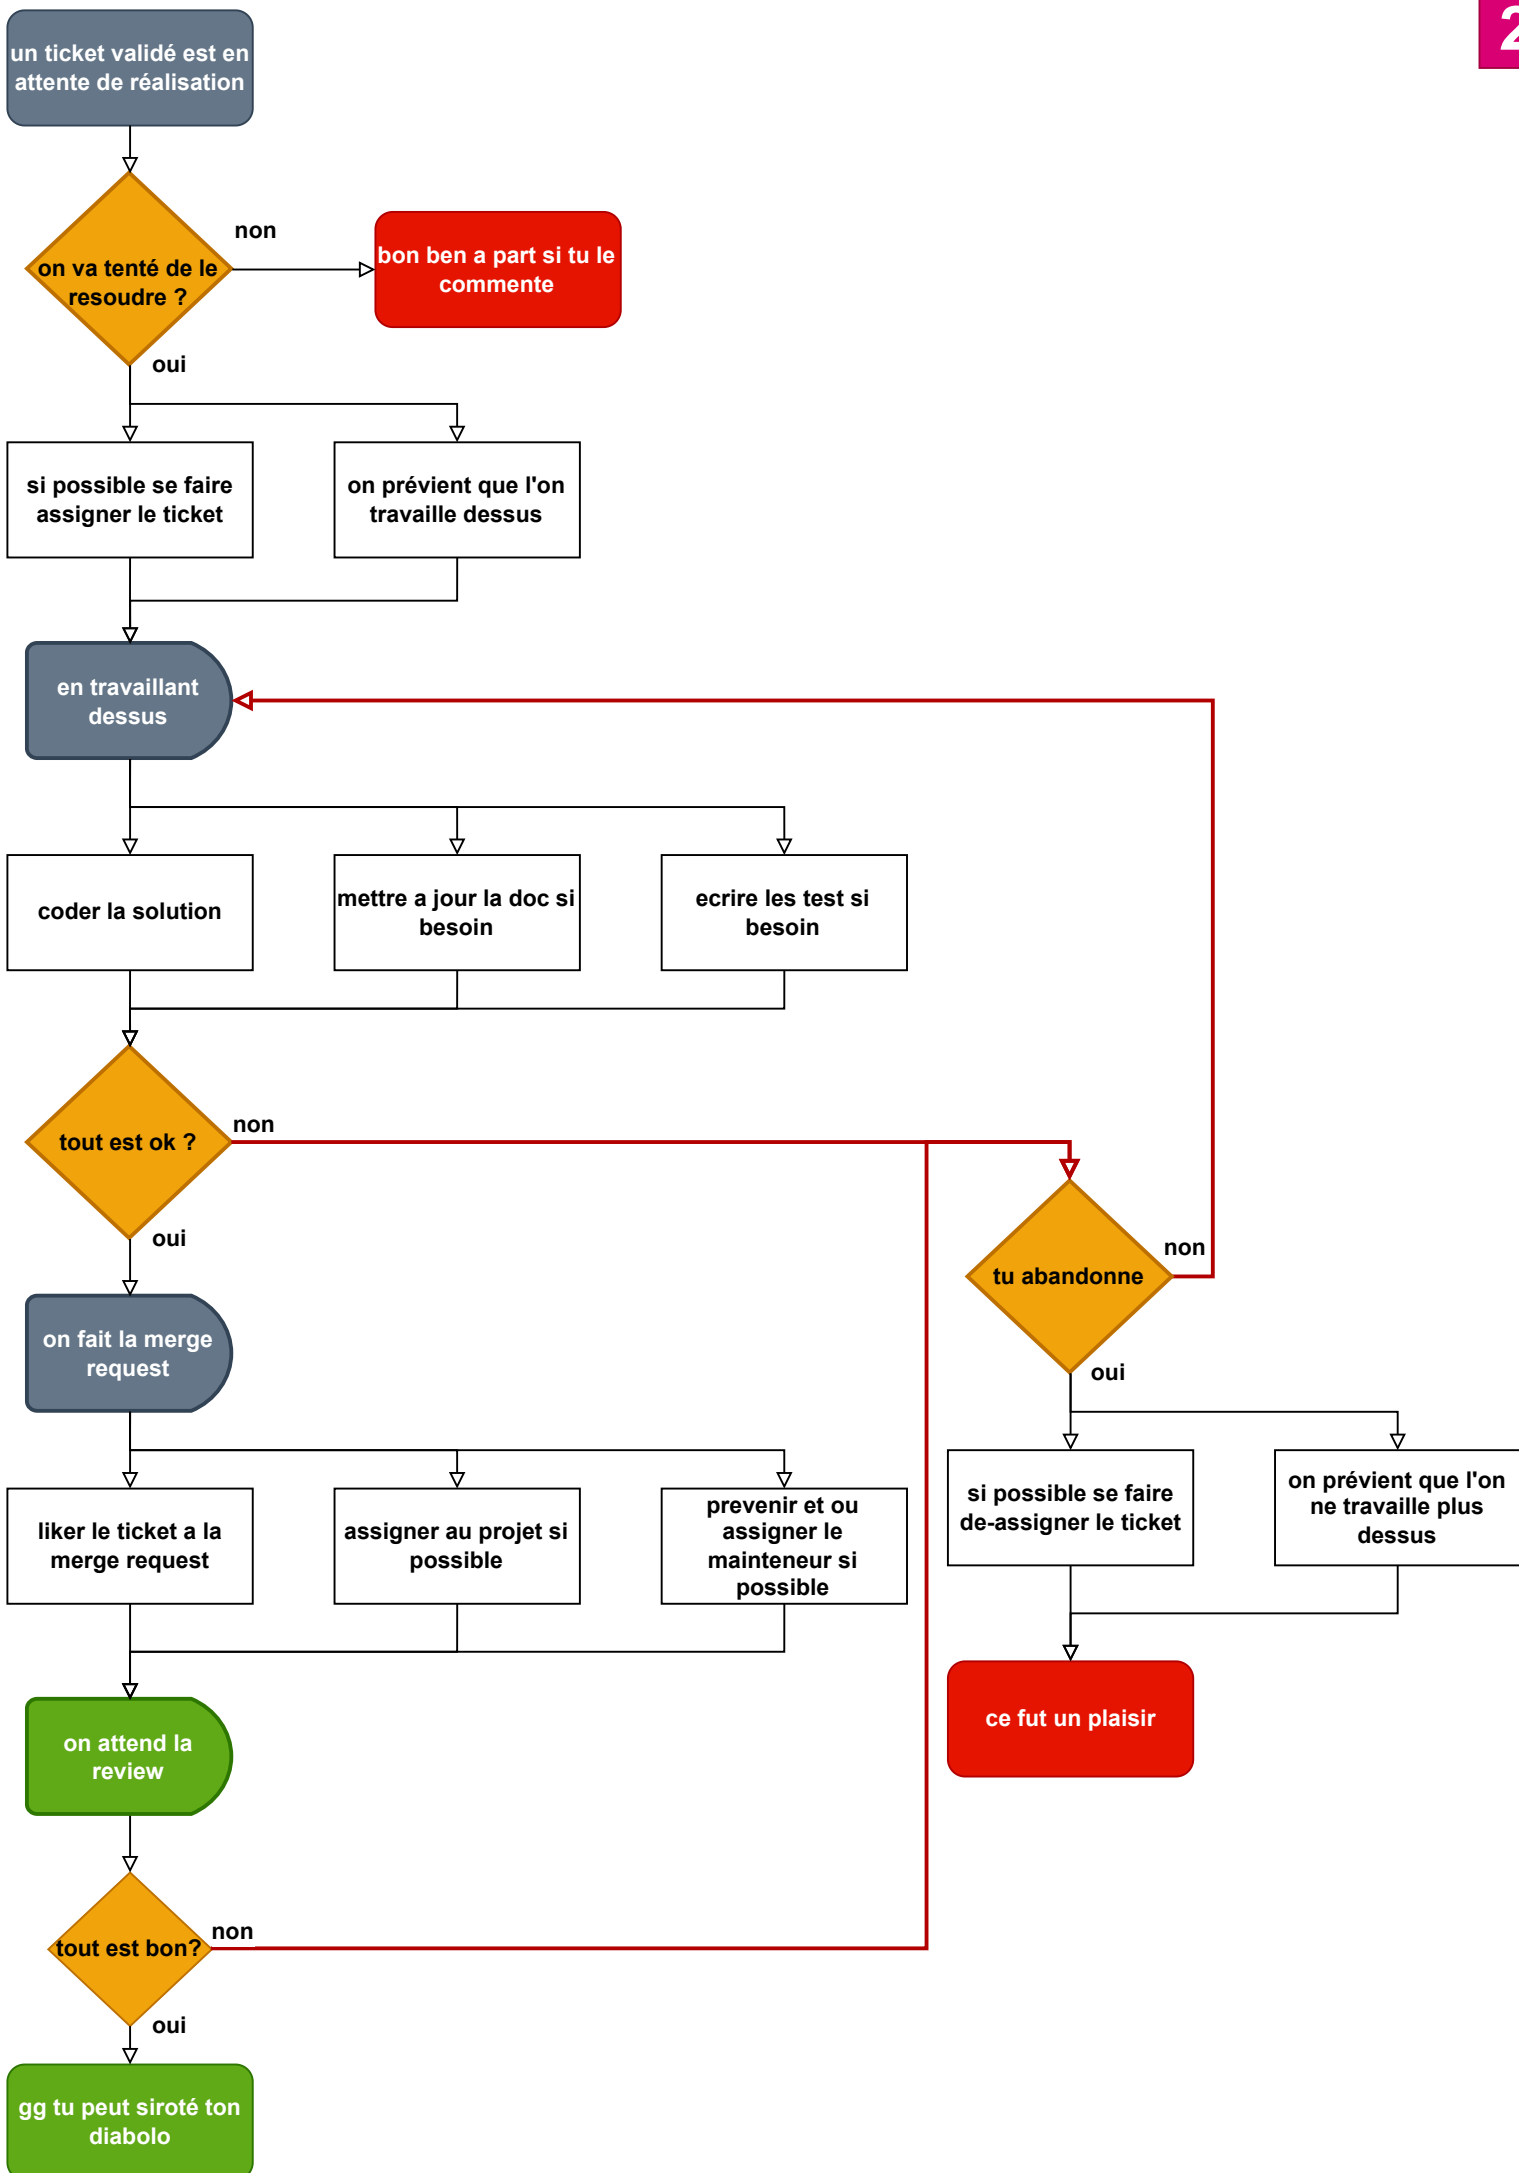 2
un ticket validé est en
attente de réalisation
non
on va tenté de le
resoudre ?
bon ben a part si tu le
commente
oui
si possible se faire
assigner le ticket
on prévient que l'on
travaille dessus
en travaillant
dessus
coder la solution
mettre a jour la doc si
besoin
ecrire les test si
besoin
non
tout est ok ?
oui
non
tu abandonne
oui
on fait la merge
request
liker le ticket a la
merge request
assigner au projet si
possible
prevenir et ou
assigner le
mainteneur si
possible
si possible se faire
de-assigner le ticket
on prévient que l'on
ne travaille plus
dessus
ce fut un plaisir
on attend la
review
non
tout est bon?
oui
gg tu peut siroté ton
diabolo